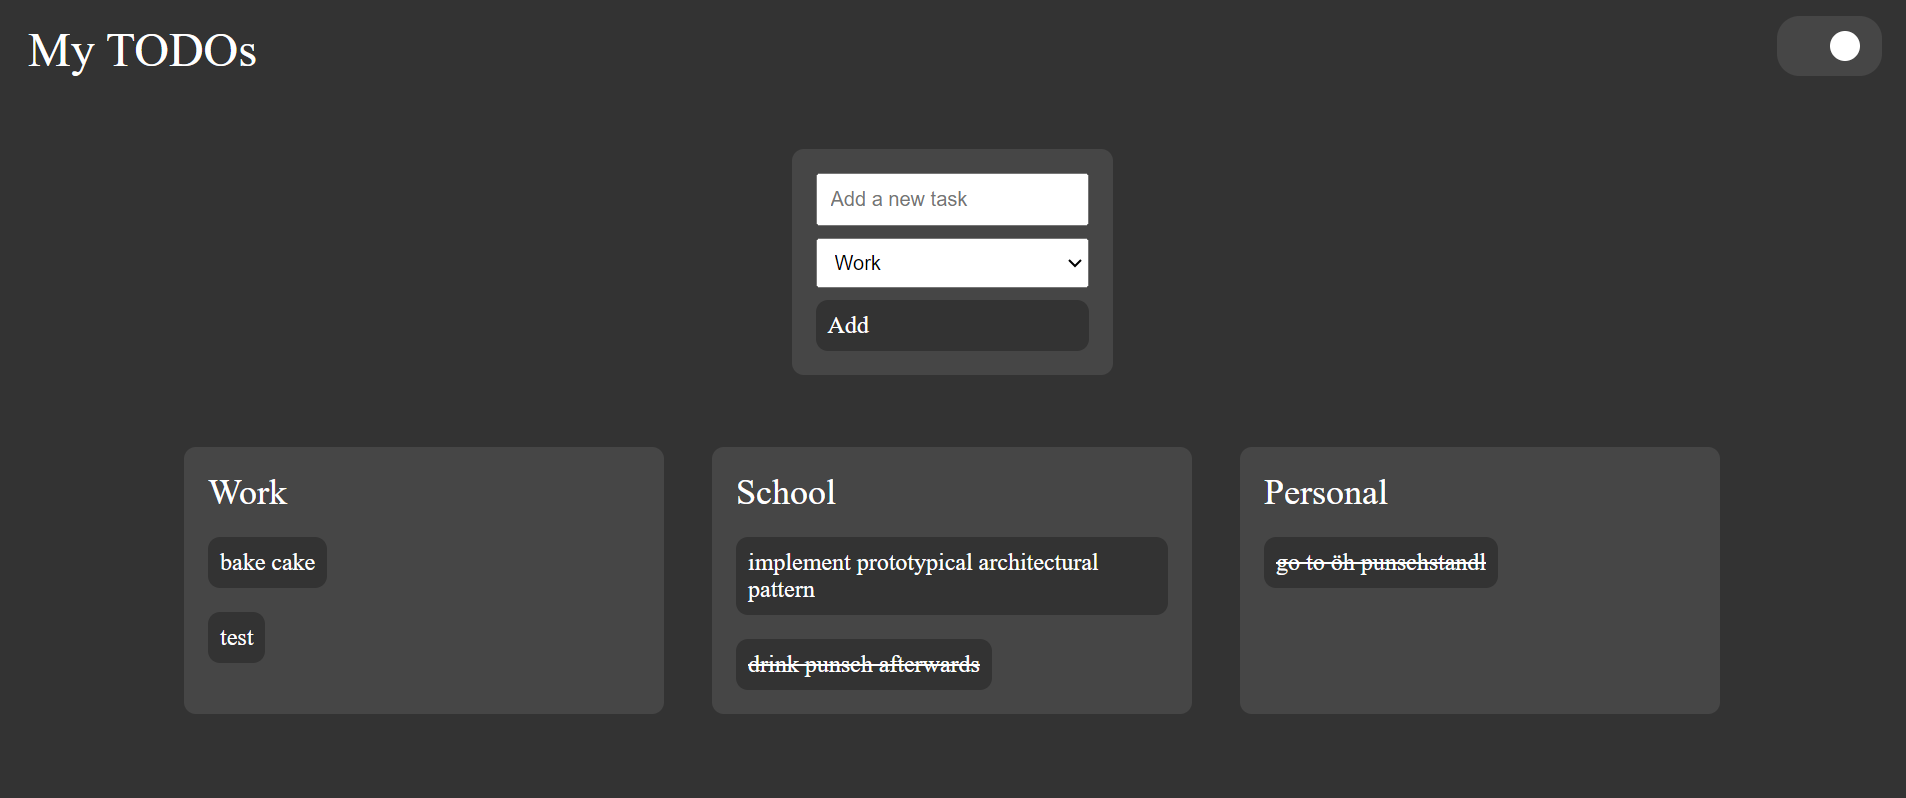 My TODOs
Add a new task
Work
Add
Work
bake cake
test
School
implement prototypical architectural
pattern
drink punsch afterwards
Personal
go to öh punschstandl